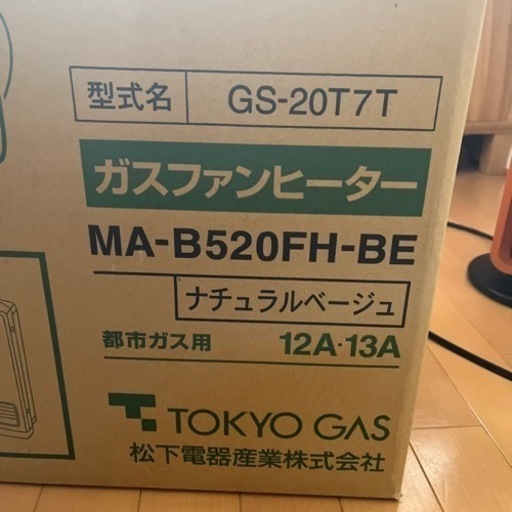 型式名 GS-20T7T
ガスファンヒーター
MA-B520FH-BE
ナチュラルベージュ
都市ガス用 12A·13A
TOKYO GAS
松下電器産業株式会社